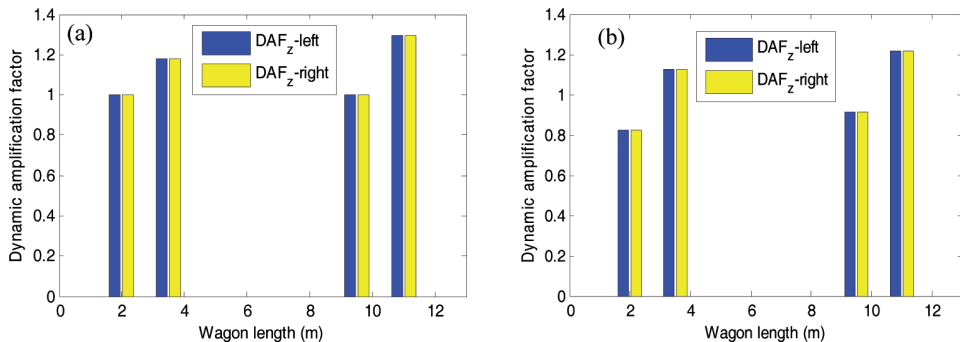 (a)
DAFz-left
DAFz-right
Dynamic amplification factor
1.4
1.2
1
0.8
0.6
0.4
0.2
0
0 2 4 6 8 10 12
Wagon length (m)
(b)
DAFz-left
DAFz-right
Dynamic amplification factor
1.4
1.2
1
0.8
0.6
0.4
0.2
0
0 2 4 6 8 10 12
Wagon length (m)